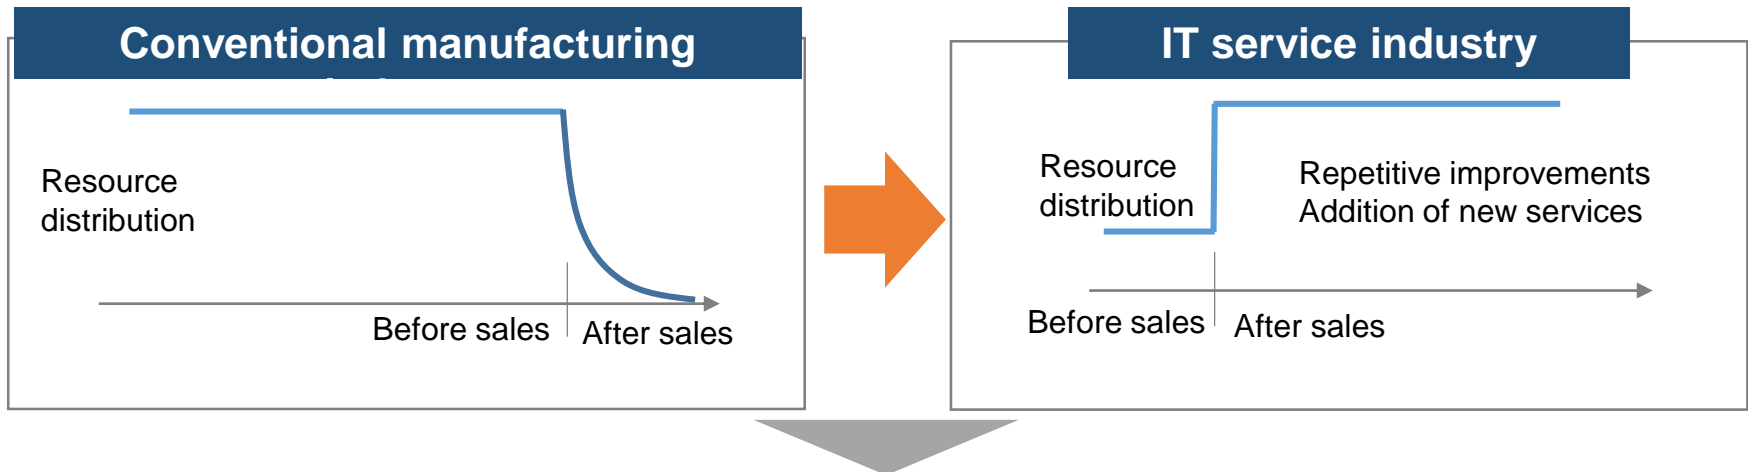 Conventional manufacturing
IT service industry
Resource
distribution
Before sales
After sales
Resource
distribution
Repetitive improvements
Addition of new services
Before sales
After sales